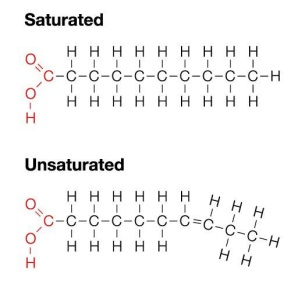 Saturated
H H H H H H H H H
O
C–C–C–C–C–C–C–C–C–C–H
O H H H H H H H H H
H
Unsaturated
H H H H H H H H H
O
C–C–C–C–C–C–C=C–C–C–H
O H H H H H H H
H